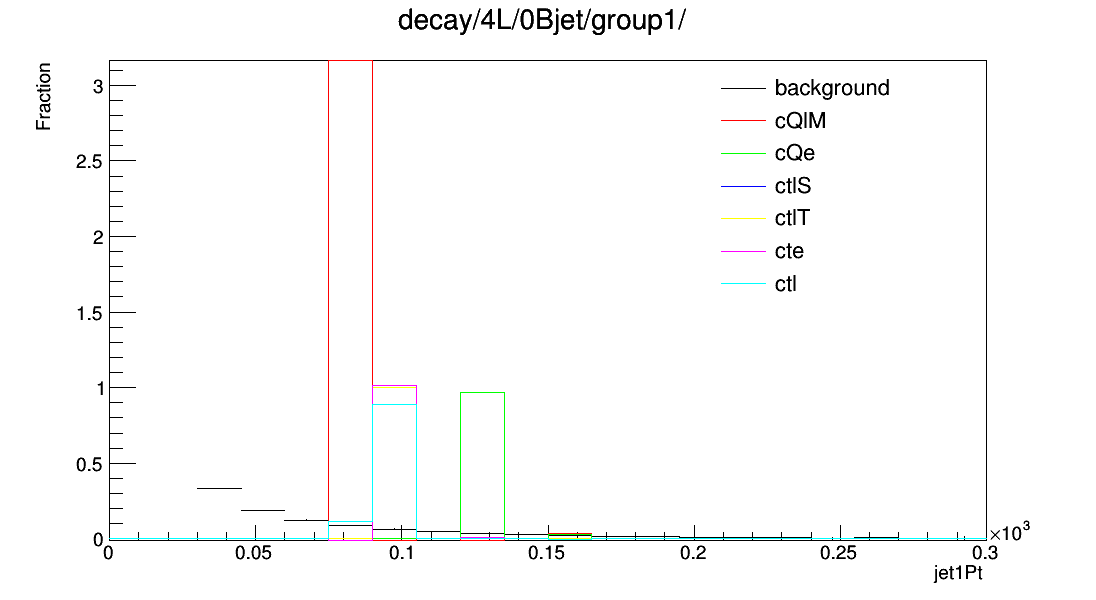 decay/4L/0Bjet/group1/
Fraction
3
2.5
2
1.5
1
0.5
0
background
cQlM
cQe
ctlS
ctlT
cte
ctl
0 0.05 0.1 0.15 0.2 0.25 0.3
×10³
jet1Pt